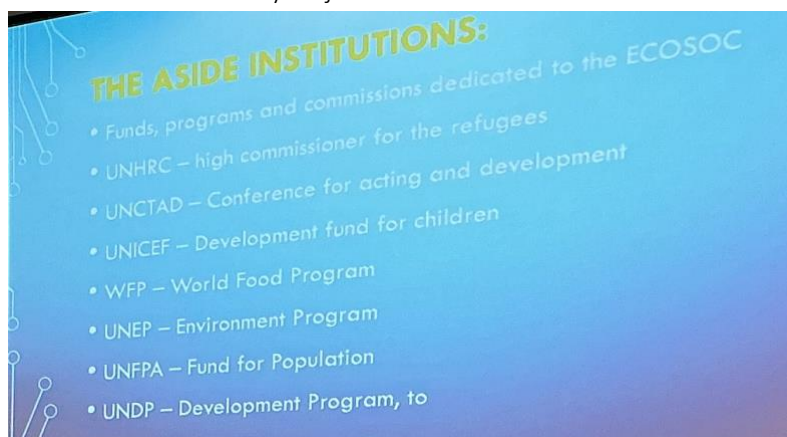 THE ASIDE INSTITUTIONS:
• Funds, programs and commissions dedicated to the ECOSOC
• UNHRC – high commissioner for the refugees
• UNCTAD – Conference for acting and development
• UNICEF – Development fund for children
• WFP – World Food Program
• UNEP – Environment Program
• UNFPA – Fund for Population
• UNDP – Development Program, to